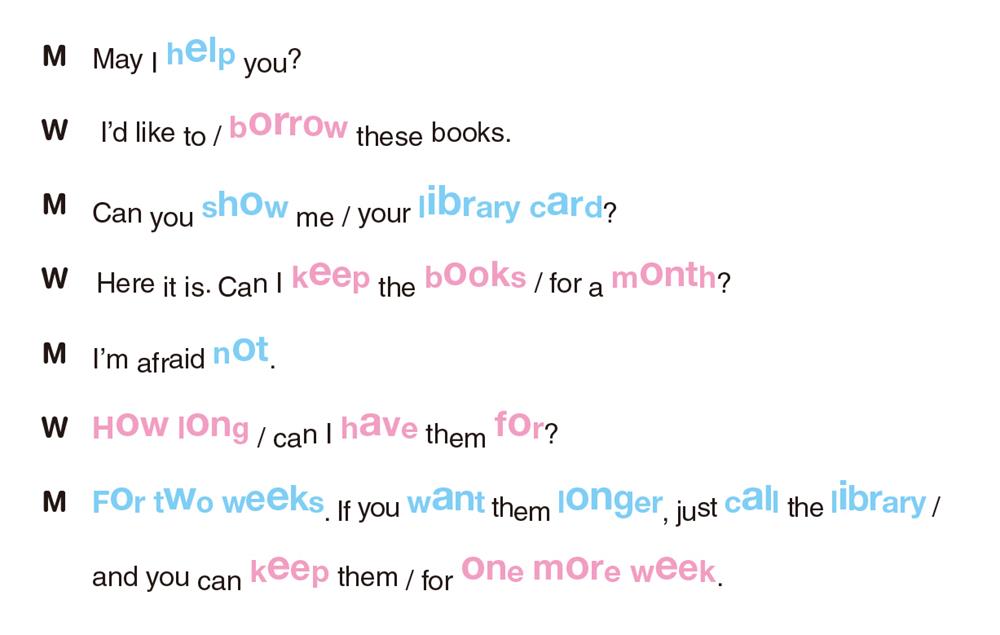 M May I help you?
W I'd like to / borrow these books.
M Can you show me / your library card?
W Here it is. Can I keep the books / for a month?
M I'm afraid not.
W How long / can I have them for?
M For two weeks. If you want them longer, just call the library /
and you can keep them / for one more week.